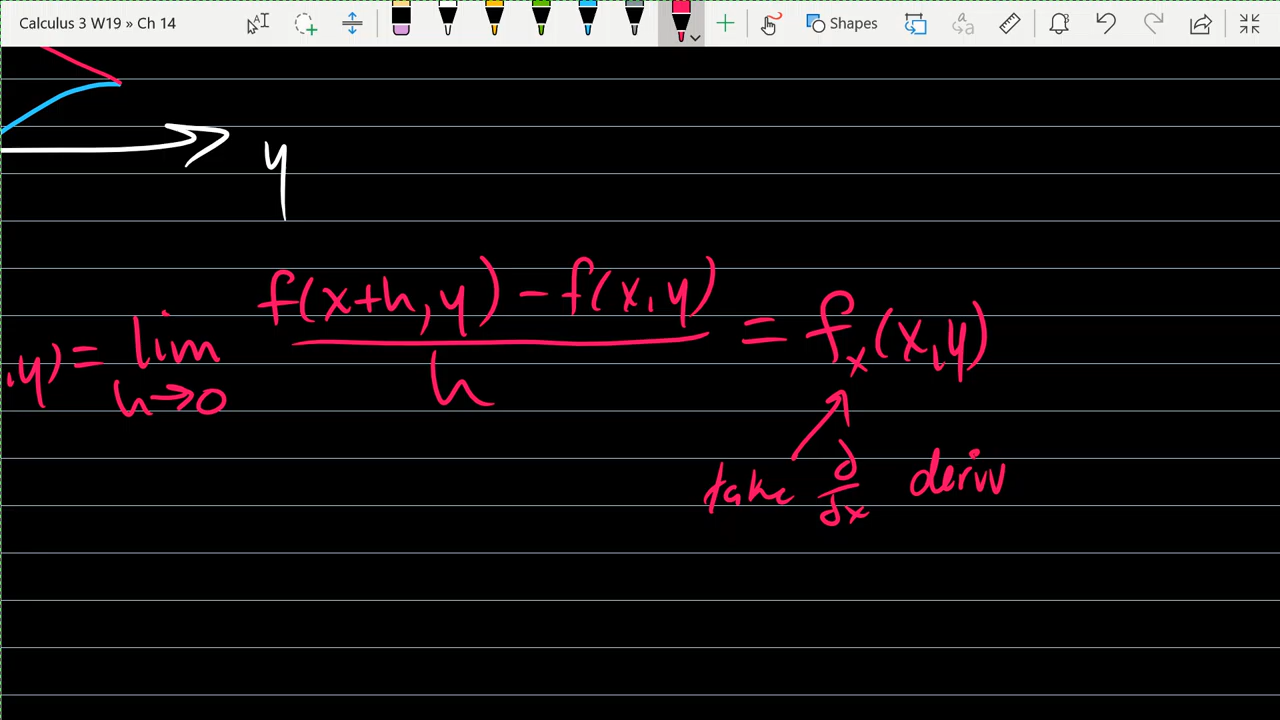 Calculus 3 W19 » Ch 14
Shapes
y
,y) = lim h→0 f(x+h,y) - f(x,y) / h = fₓ(x,y)
take ∂/∂x deriv